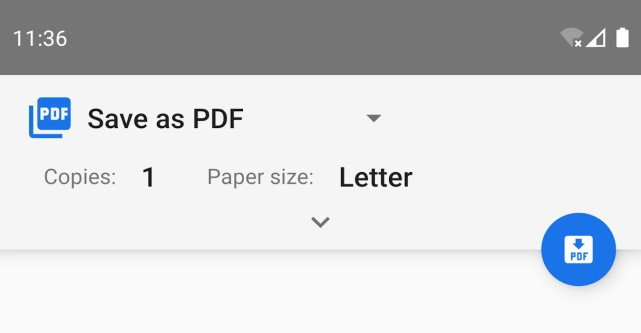 11:36
PDF Save as PDF
Copies: 1 Paper size: Letter
PDF